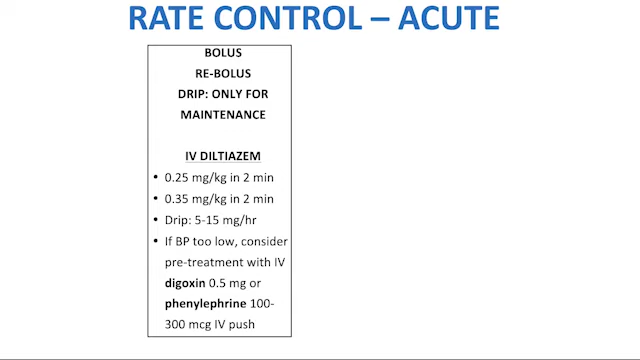 RATE CONTROL – ACUTE
BOLUS
RE-BOLUS
DRIP: ONLY FOR
MAINTENANCE
IV DILTIAZEM
• 0.25 mg/kg in 2 min
• 0.35 mg/kg in 2 min
• Drip: 5-15 mg/hr
• If BP too low, consider
pre-treatment with IV
digoxin 0.5 mg or
phenylephrine 100-
300 mcg IV push